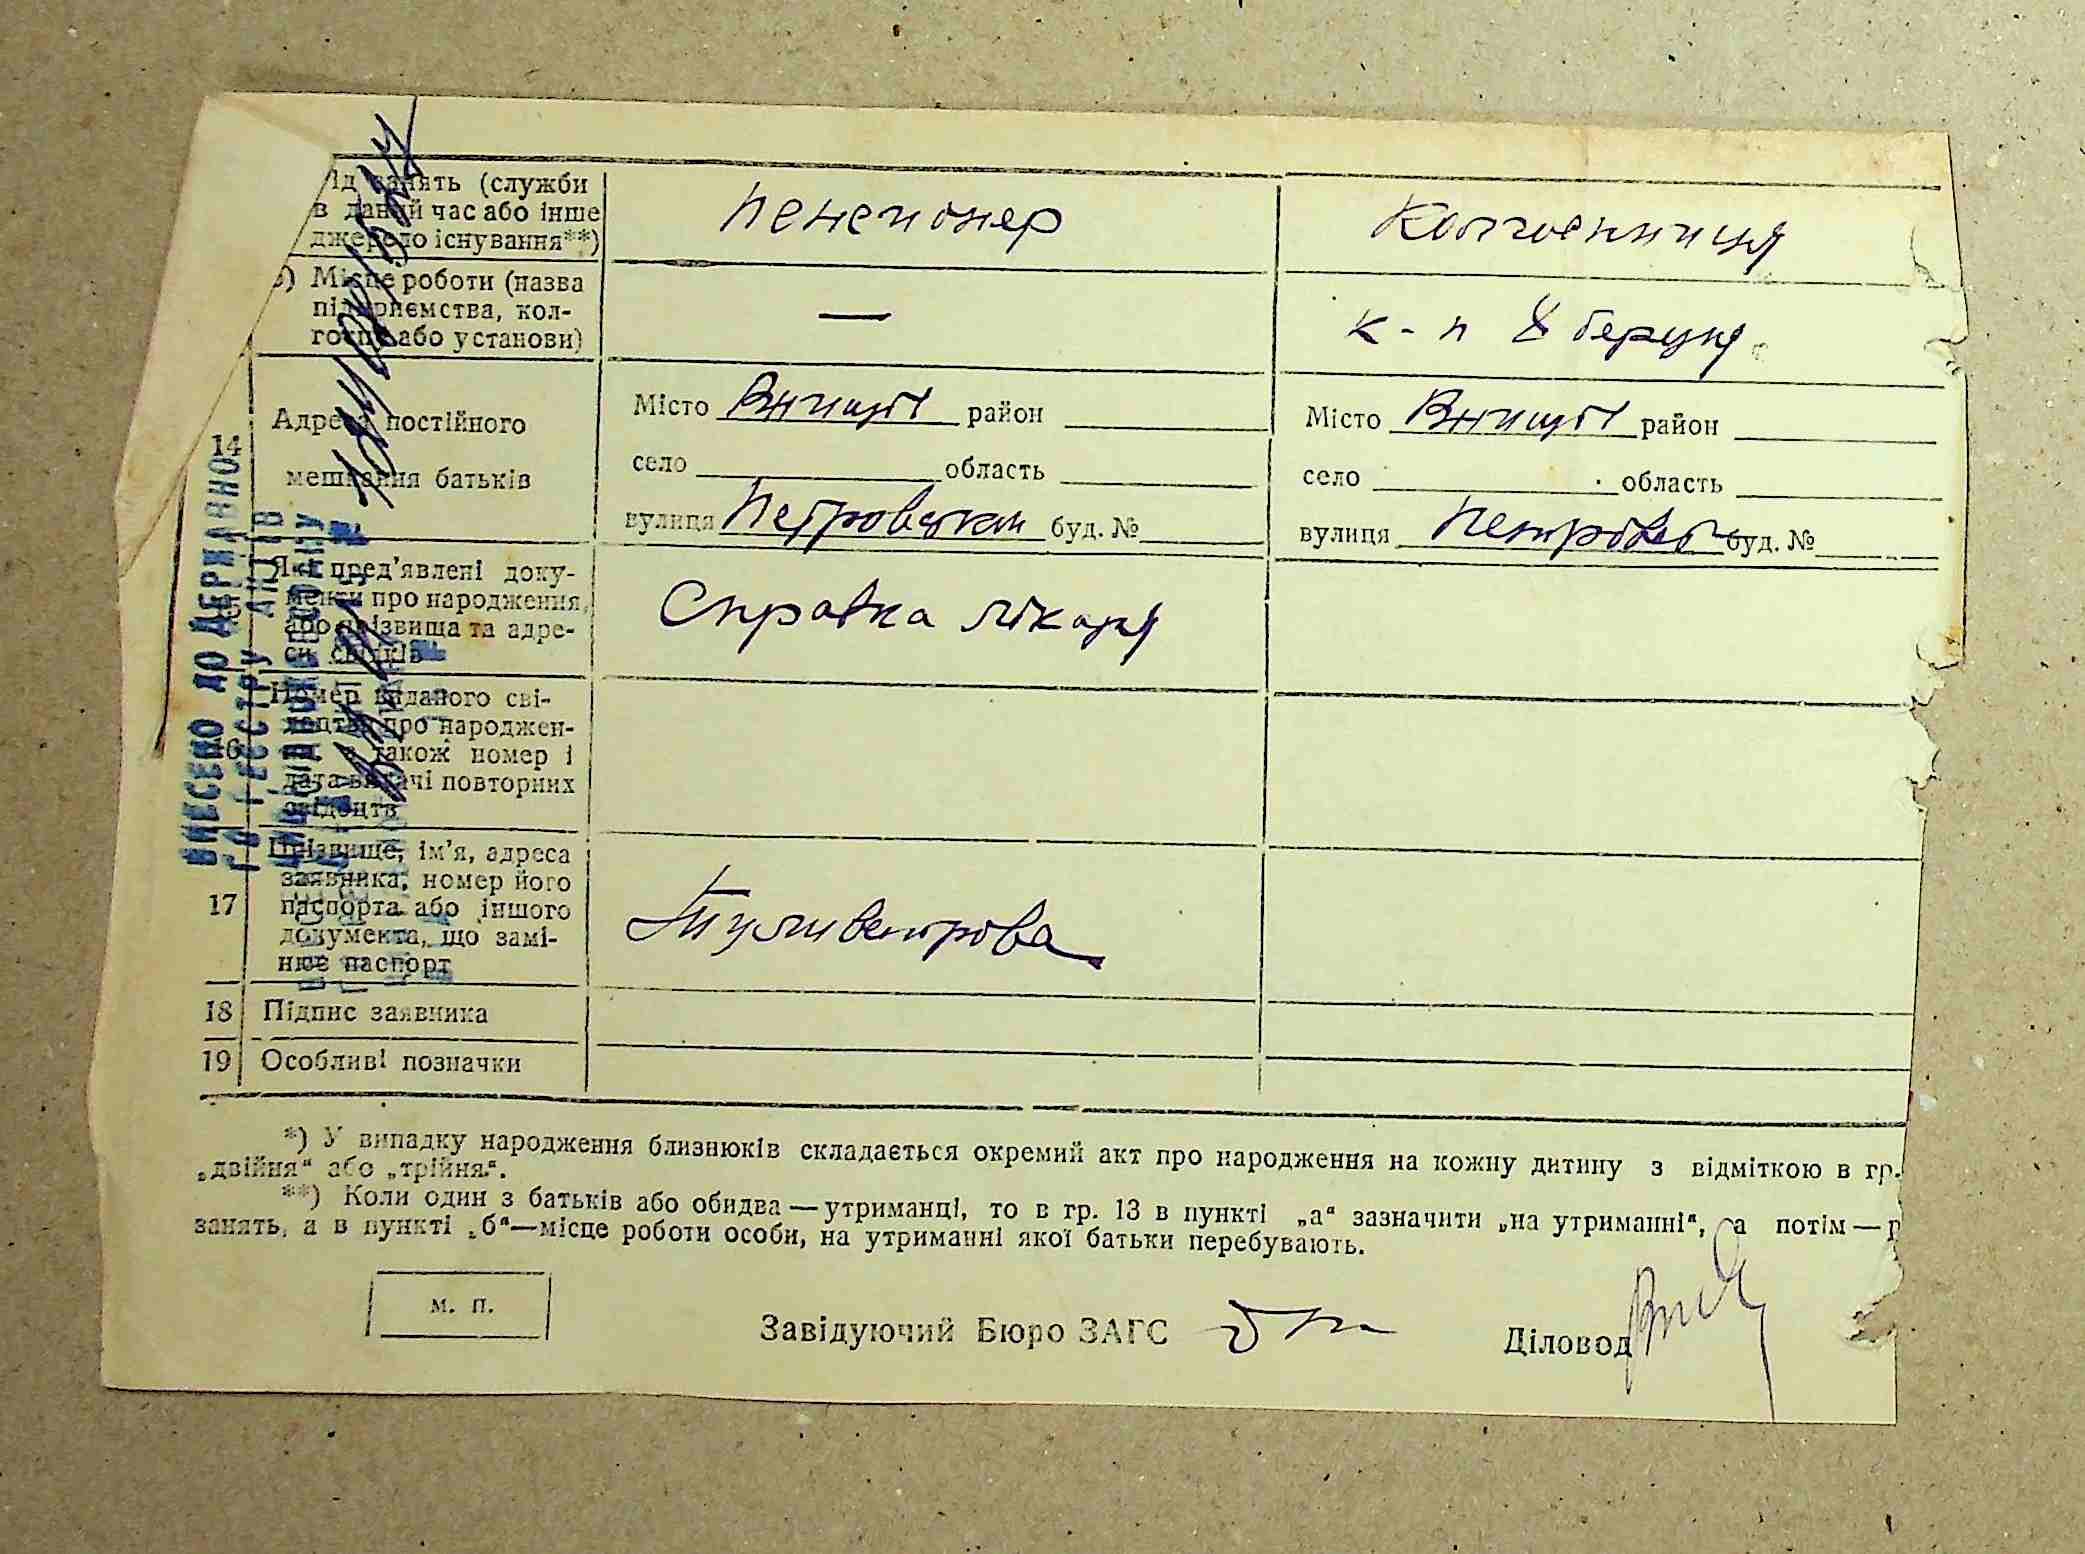 занять (служби
в даний час або інше
джерело існування**)
Пенсионер
Колгоспниця
б) Місце роботи (назва
підприємства, кол-
госпу або установи)
—
к-п 8 березня
14
Адреса постійного
мешкання батьків
Місто Вінниця район
село область
вулиця Петровская буд. №
Місто Вінниця район
село область
вулиця буд. №
15
Які пред'явлені доку-
менти про народження,
або прізвища та адре-
си свідків
Справка лікаря
16
Номер виданого сві-
доцтва про народжен-
а також номер і
дата видачі повторних
свідоцтв
17
Прізвище, ім'я, адреса
заявника, номер його
паспорта або іншого
документа, що замі-
нює паспорт
Тумиветрова
18 Підпис заявника
19 Особливі позначки
ВНЕСЕНО ДО ДЕРЖАВНО
ГО РЕЄСТРУ АКТІВ
*) У випадку народження близнюків складається окремий акт про народження на кожну дитину з відміткою в гр.
„двійня“ або „трійня“.
**) Коли один з батьків або обидва—утриманці, то в гр. 13 в пункті „а“ зазначити „на утриманні“, а потім—р
занять, а в пункті „б“—місце роботи особи, на утриманні якої батьки перебувають.
м. п.
Завідуючий Бюро ЗАГС
Діловод